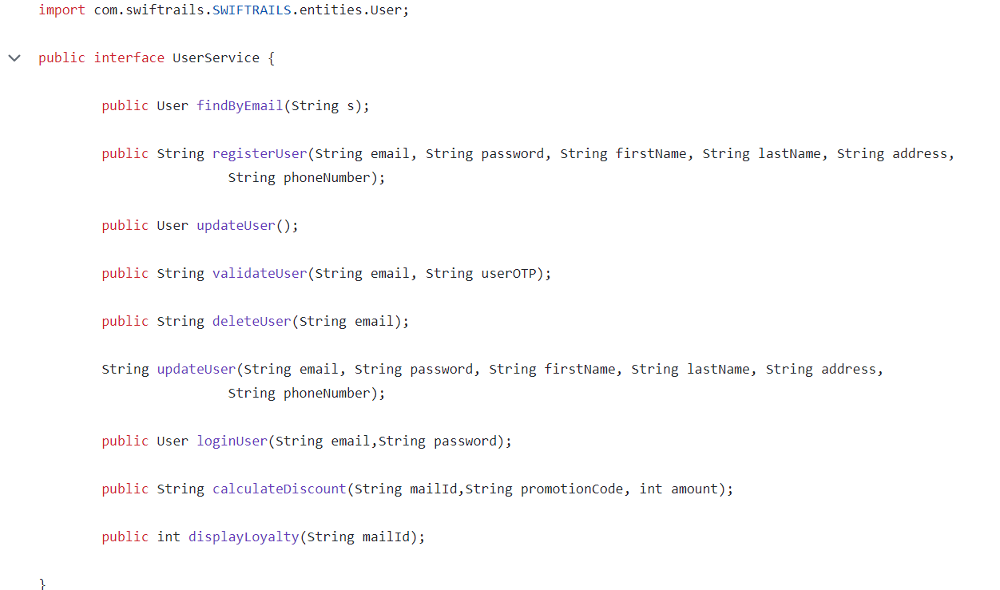 import com.swiftrails.SWIFTRAILS.entities.User;
public interface UserService {
public User findByEmail(String s);
public String registerUser(String email, String password, String firstName, String lastName, String address,
String phoneNumber);
public User updateUser();
public String validateUser(String email, String userOTP);
public String deleteUser(String email);
String updateUser(String email, String password, String firstName, String lastName, String address,
String phoneNumber);
public User loginUser(String email,String password);
public String calculateDiscount(String mailId,String promotionCode, int amount);
public int displayLoyalty(String mailId);
}